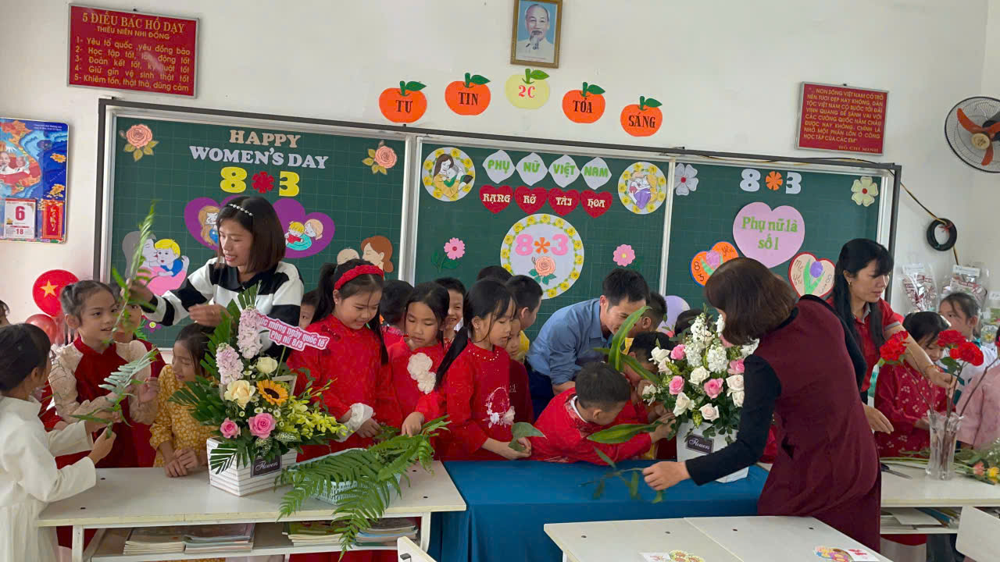 5 ĐIỀU BÁC HỒ DẠY
THIẾU NIÊN NHI ĐỒNG
1- Yêu tổ quốc ,yêu đồng bào
2- Học tập tốt, lao động tốt
3- Đoàn kết tốt, kỷ luật tốt
4- Giữ gìn vệ sinh thật tốt
5- Khiêm tốn, thật thà, dũng cảm
TỰ
TIN
2C
TỎA
SÁNG
"... NON SÔNG VIỆT NAM CÓ TRỞ
NÊN TƯƠI ĐẸP HAY KHÔNG, DÂN
TỘC VIỆT NAM CÓ BƯỚC TỚI ĐÀI
VINH QUANG ĐỂ SÁNH VAI VỚI
CÁC CƯỜNG QUỐC NĂM CHÂU
ĐƯỢC HAY KHÔNG- CHÍNH LÀ
NHỜ MỘT PHẦN LỚN Ở CÔNG
HỌC TẬP CỦA CÁC EM"
HỒ CHÍ MINH
6
18
HAPPY
WOMEN'S DAY
8 3
PHỤ NỮ VIỆT NAM
RẠNG RỠ TÀI HOA
8 3
8 3
Phụ nữ là
số 1
8/3
mừng ngày quốc tế
Phụ nữ 8/3
Flowers
Flowers